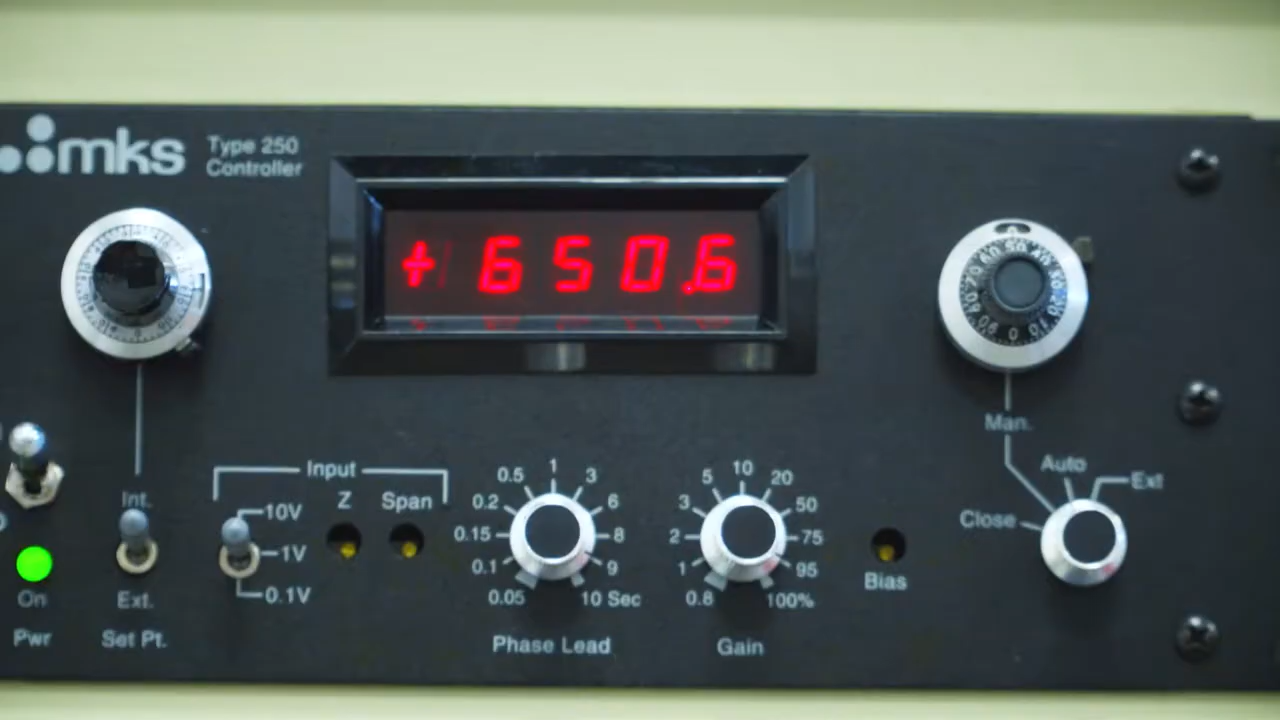 mks
Type 250
Controller
+ 650.6
Man.
Auto
Ext
Close
Input
Int.
Z
Span
10V
1V
0.1V
On
Ext.
Pwr
Set Pt.
0.5
1
3
0.2
6
0.15
8
0.1
9
0.05
10 Sec
Phase Lead
5
10
20
3
50
2
75
1
95
0.8
100%
Gain
Bias